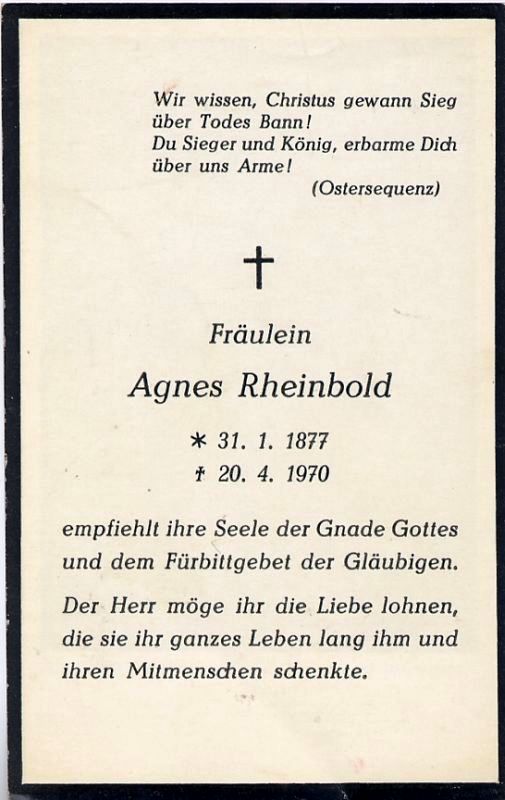 Wir wissen, Christus gewann Sieg
über Todes Bann!
Du Sieger und König, erbarme Dich
über uns Arme!
(Ostersequenz)
✝
Fräulein
Agnes Rheinbold
* 31. 1. 1877
† 20. 4. 1970
empfiehlt ihre Seele der Gnade Gottes
und dem Fürbittgebet der Gläubigen.
Der Herr möge ihr die Liebe lohnen,
die sie ihr ganzes Leben lang ihm und
ihren Mitmenschen schenkte.